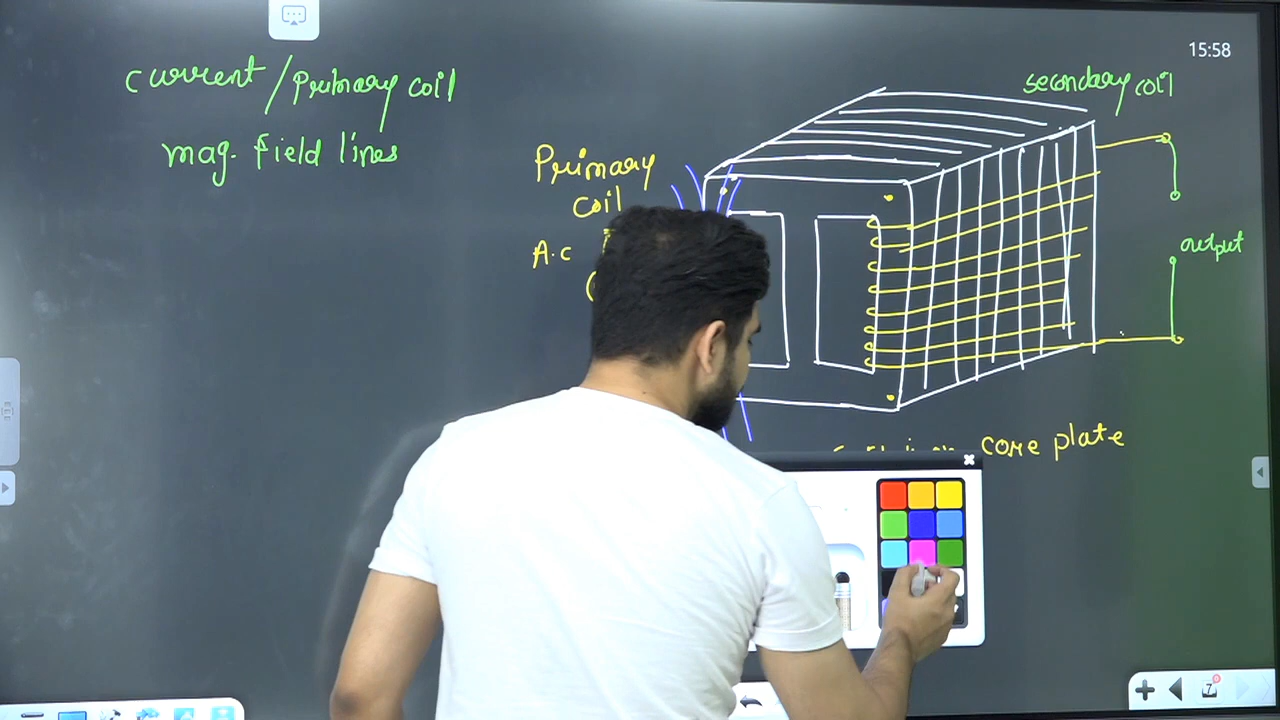 15:58
current/Primary coil
mag. field lines
secondary coil
Primary
coil
A.c
output
core plate